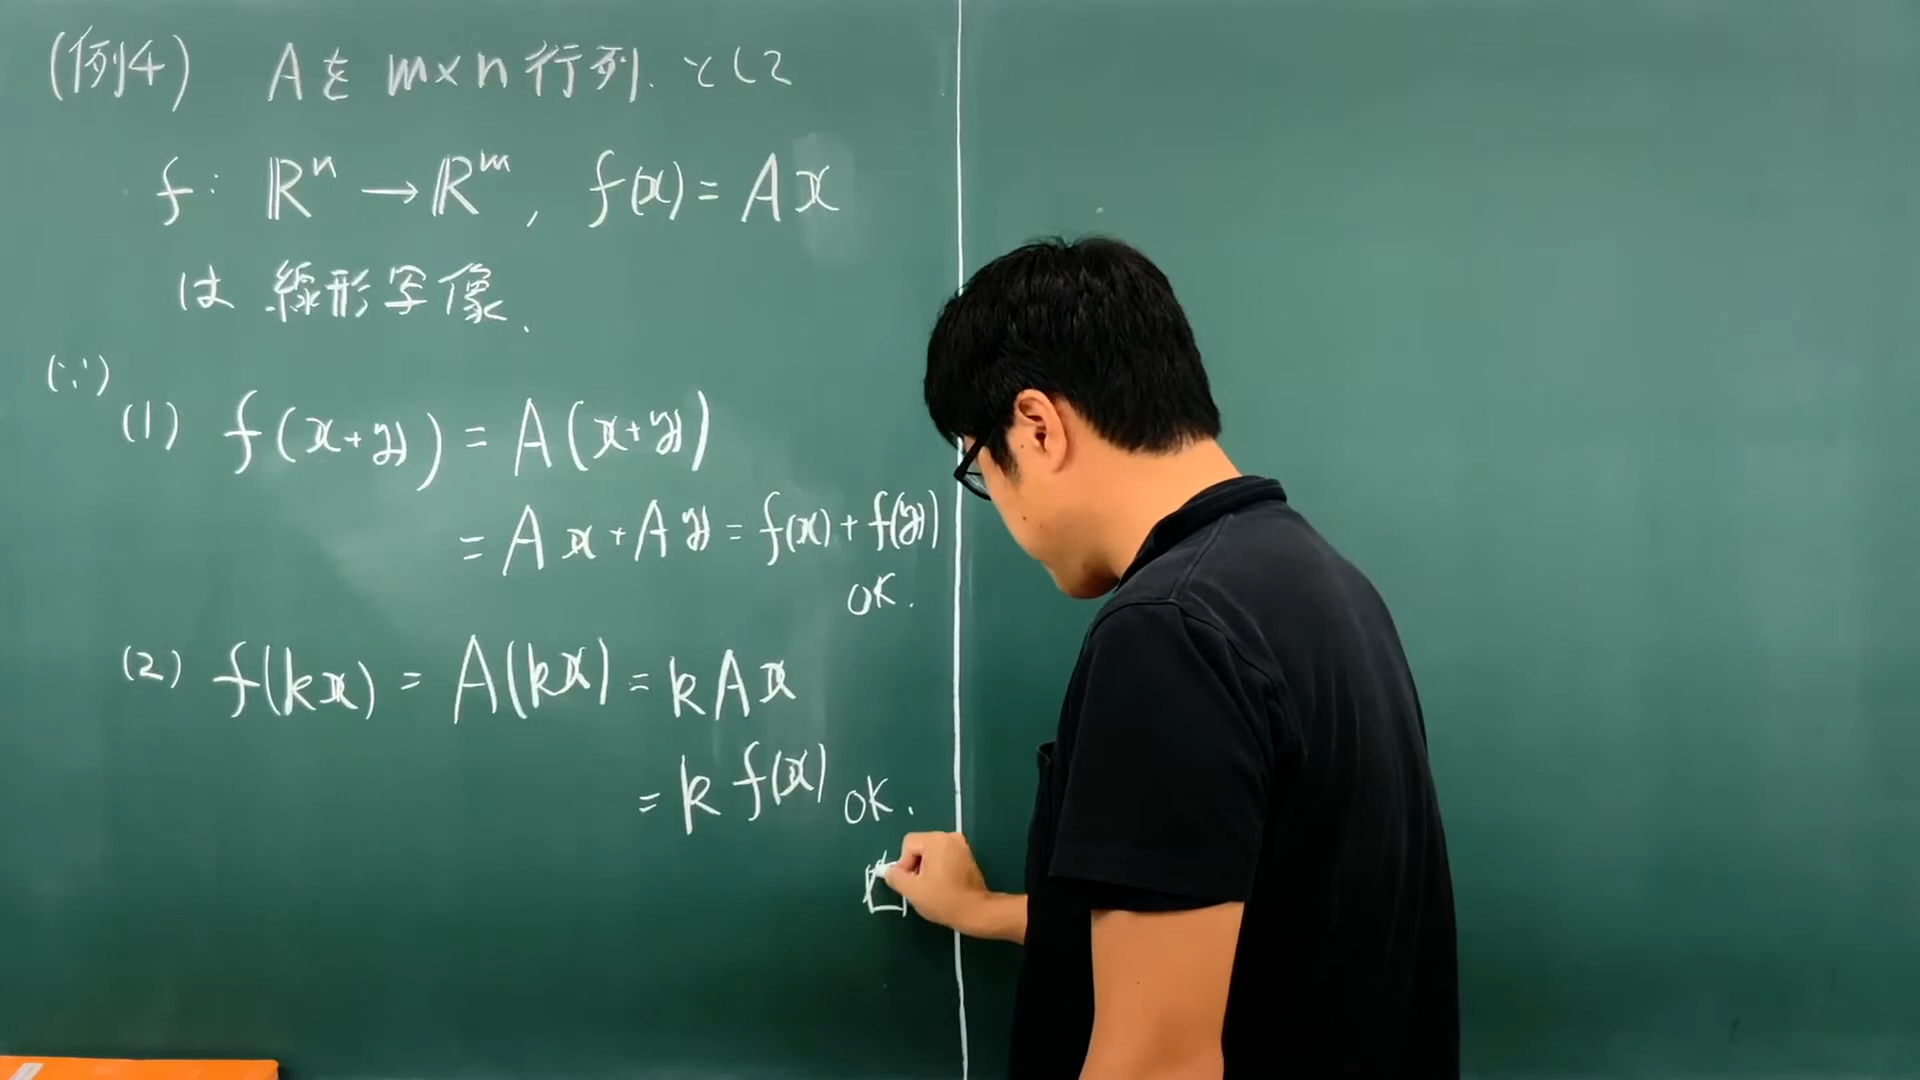 (例4) Aを m×n 行列. として
f: ℝⁿ → ℝᵐ, f(𝕩) = A𝕩
は 線形写像.
(∵)
(1) f(𝕩+𝕪) = A(𝕩+𝕪)
= A𝕩+A𝕪 = f(𝕩)+f(𝕪)
OK.
(2) f(k𝕩) = A(k𝕩) = kA𝕩
= k f(𝕩) OK.